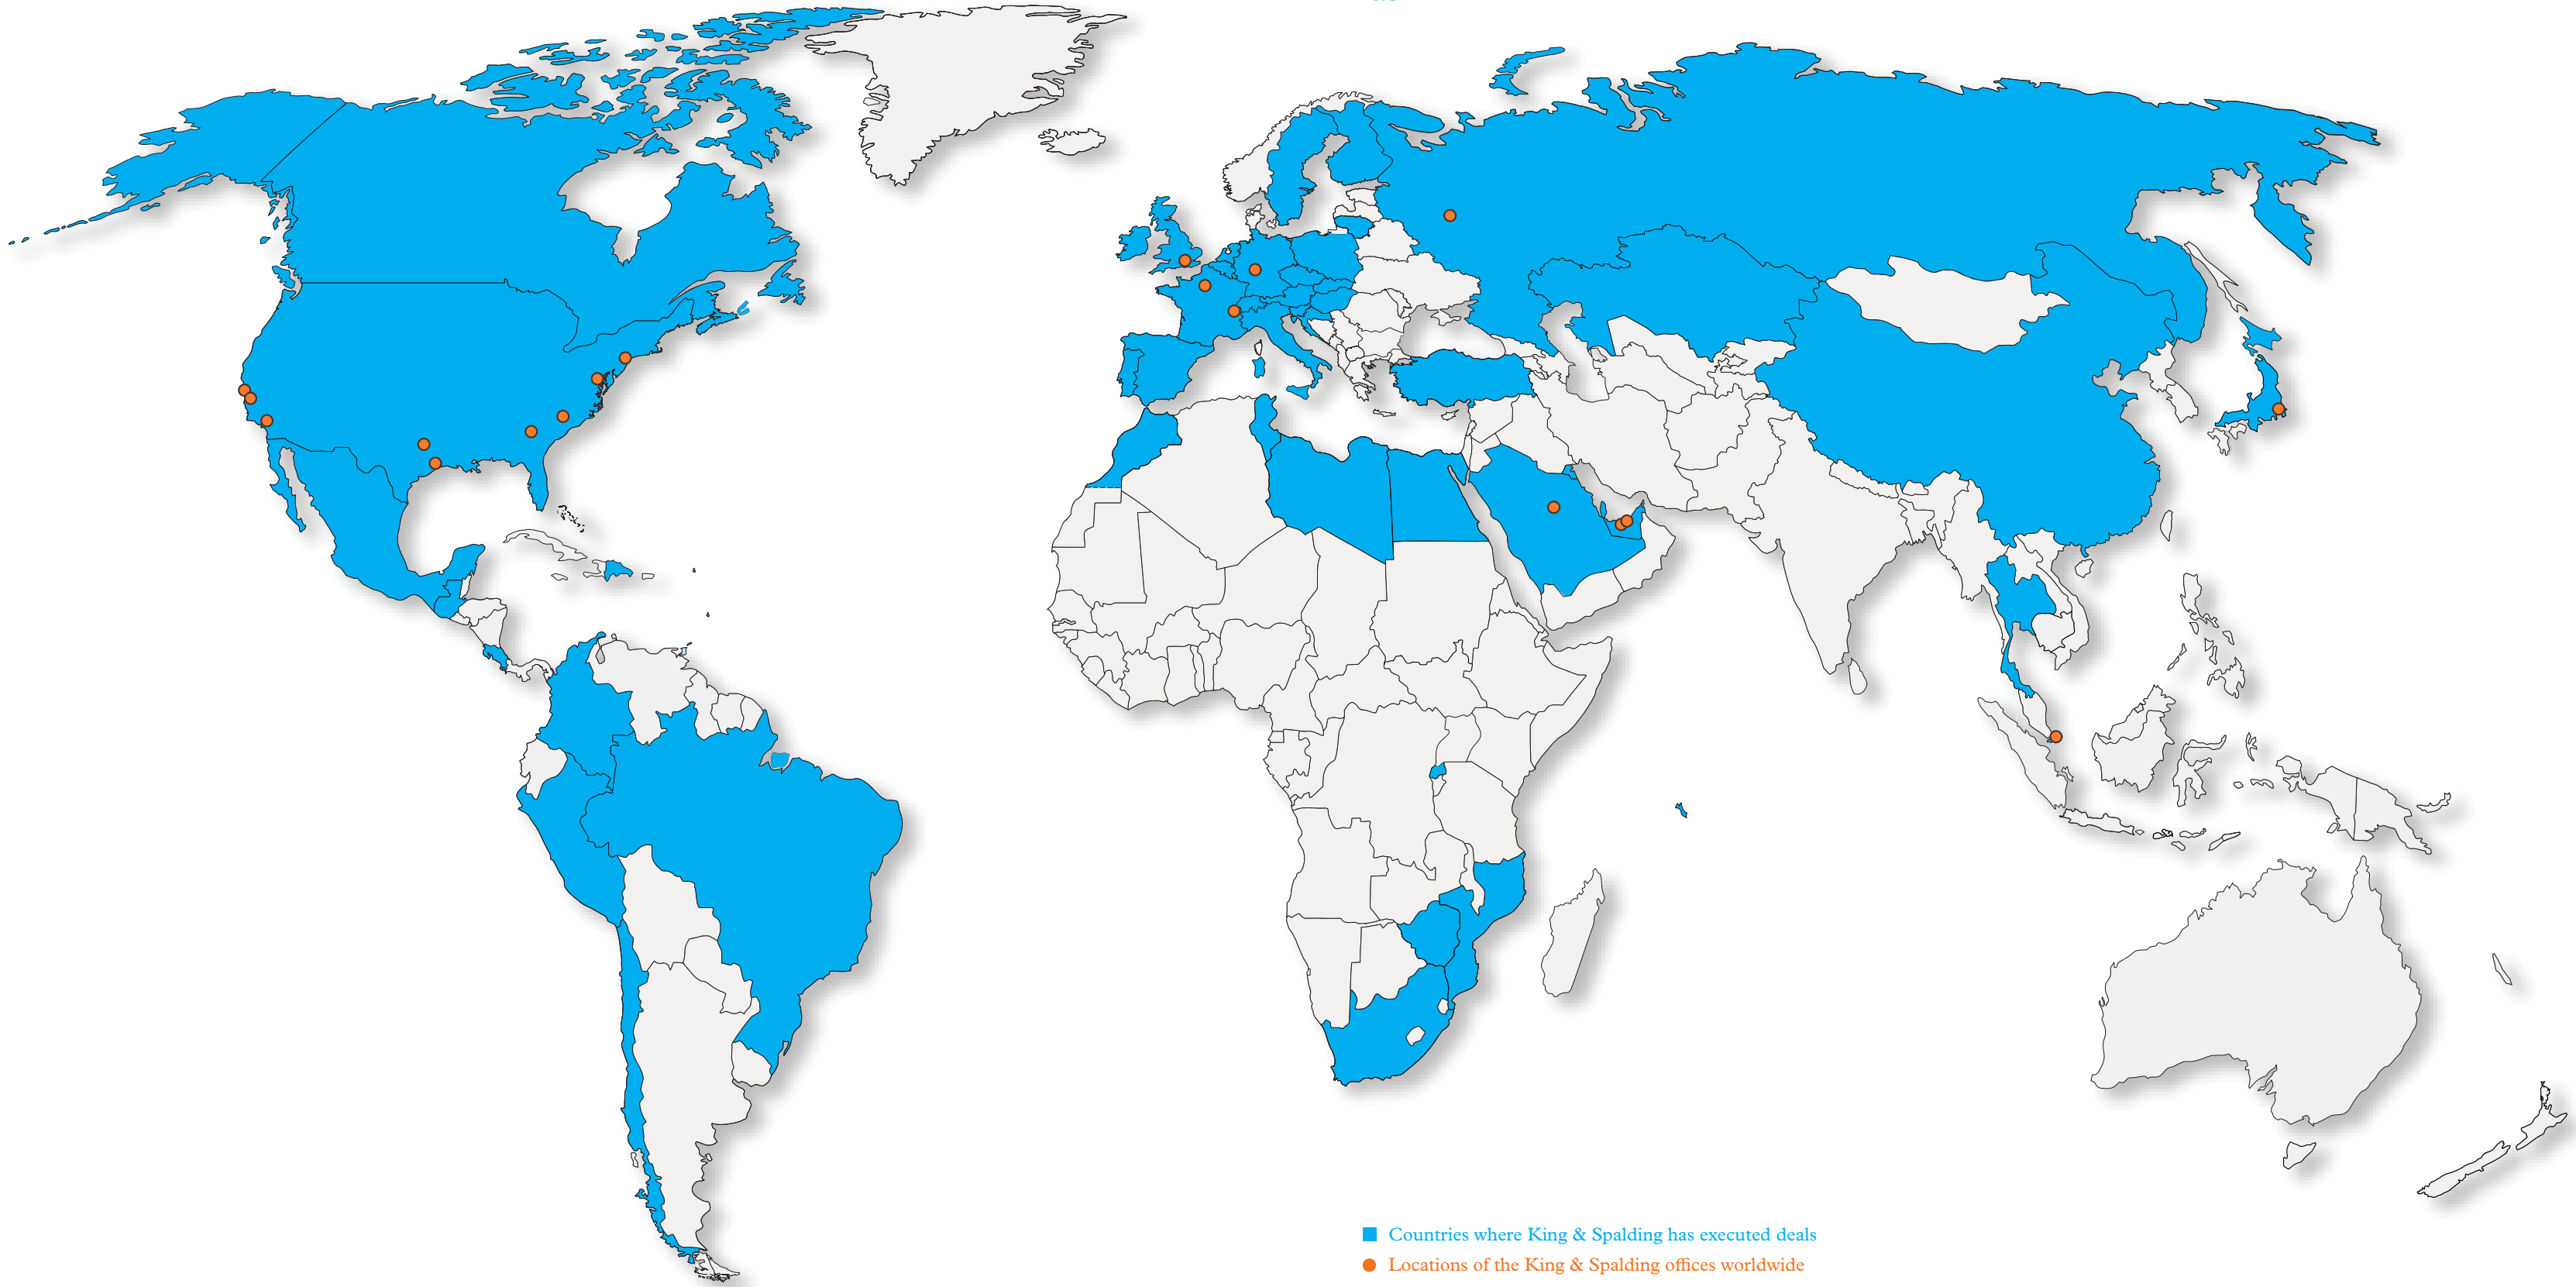 Countries where King & Spalding has executed deals
Locations of the King & Spalding offices worldwide